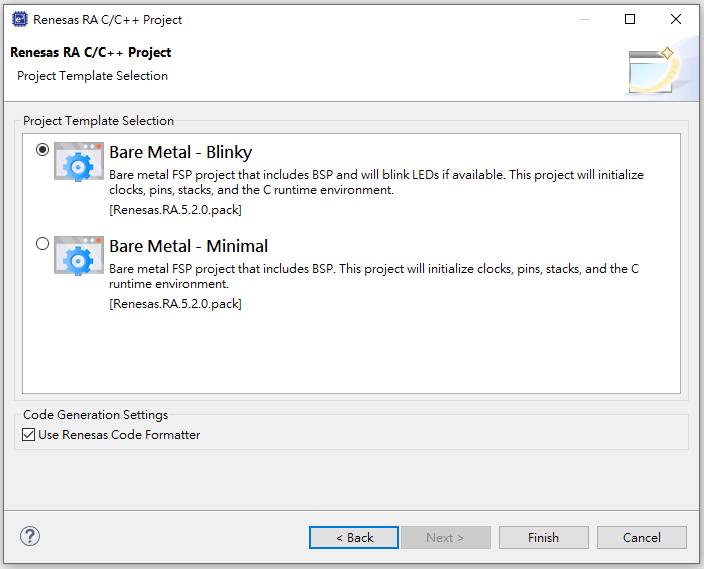 Renesas RA C/C++ Project
Renesas RA C/C++ Project
Project Template Selection
Project Template Selection
Bare Metal - Blinky
Bare metal FSP project that includes BSP and will blink LEDs if available. This project will initialize
clocks, pins, stacks, and the C runtime environment.
[Renesas.RA.5.2.0.pack]
Bare Metal - Minimal
Bare metal FSP project that includes BSP. This project will initialize clocks, pins, stacks, and the C
runtime environment.
[Renesas.RA.5.2.0.pack]
Code Generation Settings
Use Renesas Code Formatter
? < Back Next > Finish Cancel